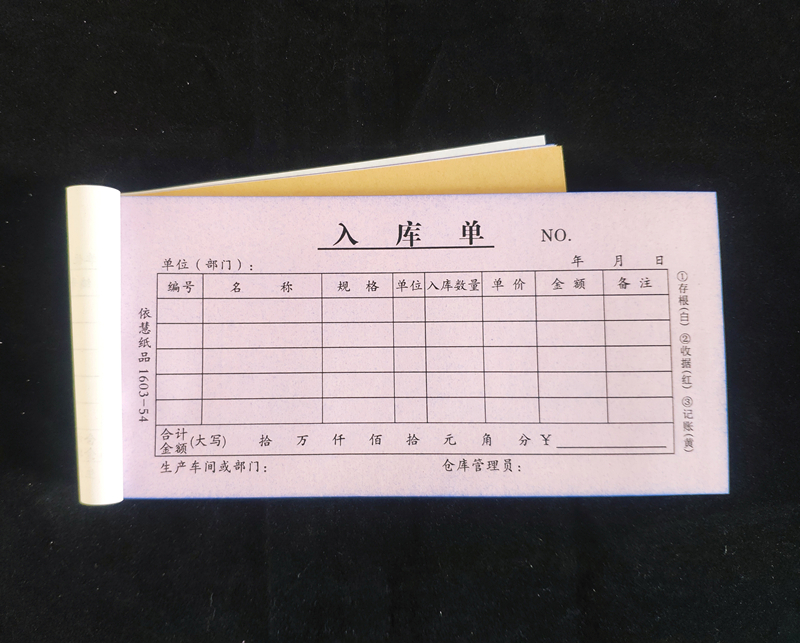 入库单 NO.
单位(部门): 年 月 日
编号 名称 规格 单位 入库数量 单价 金额 备注
合计金额(大写) 拾 万 仟 佰 拾 元 角 分 ¥
生产车间或部门: 仓库管理员:
依慧纸品 1603-54
①存根(白) ②收据(红) ③记账(黄)